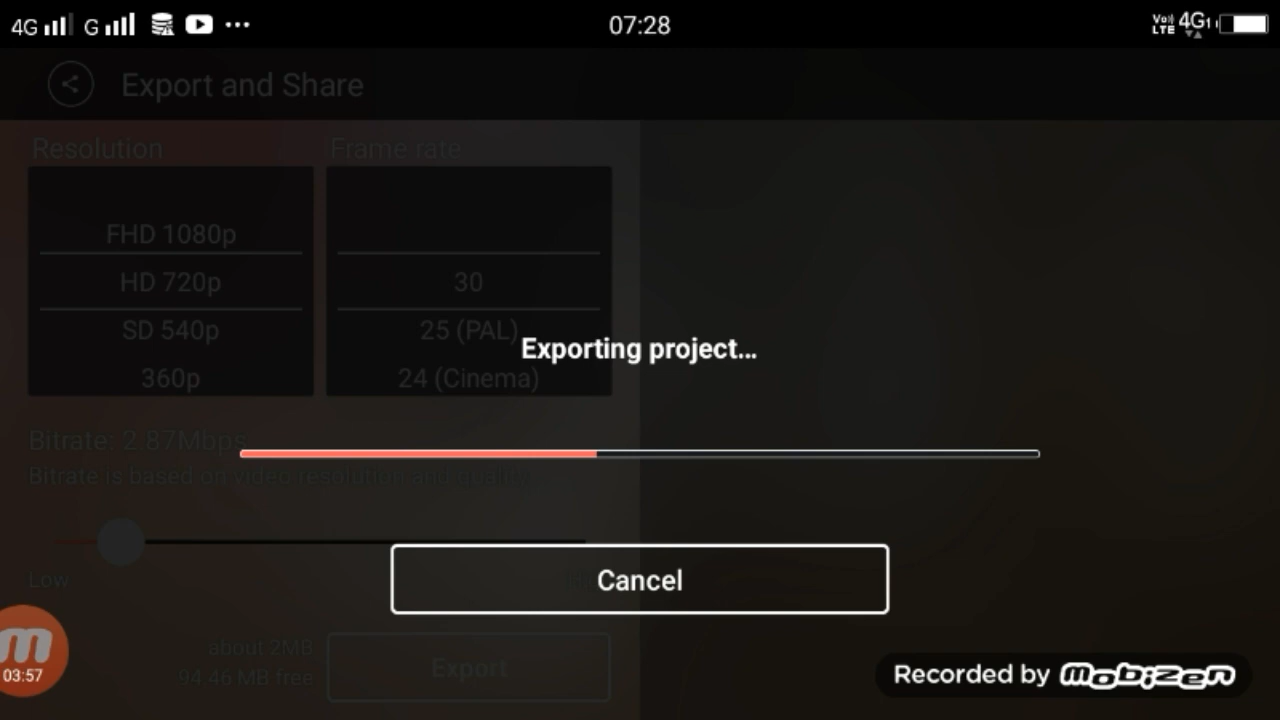 4G G 07:28 Vo)) LTE 4G
Export and Share
Resolution Frame rate
FHD 1080p
HD 720p 30
SD 540p 25 (PAL)
360p 24 (Cinema)
Exporting project...
Bitrate: 2.87Mbps
Bitrate is based on video resolution and quality
Low
Cancel
about 2MB
94.46 MB free
Export
03:57
Recorded by mobizen